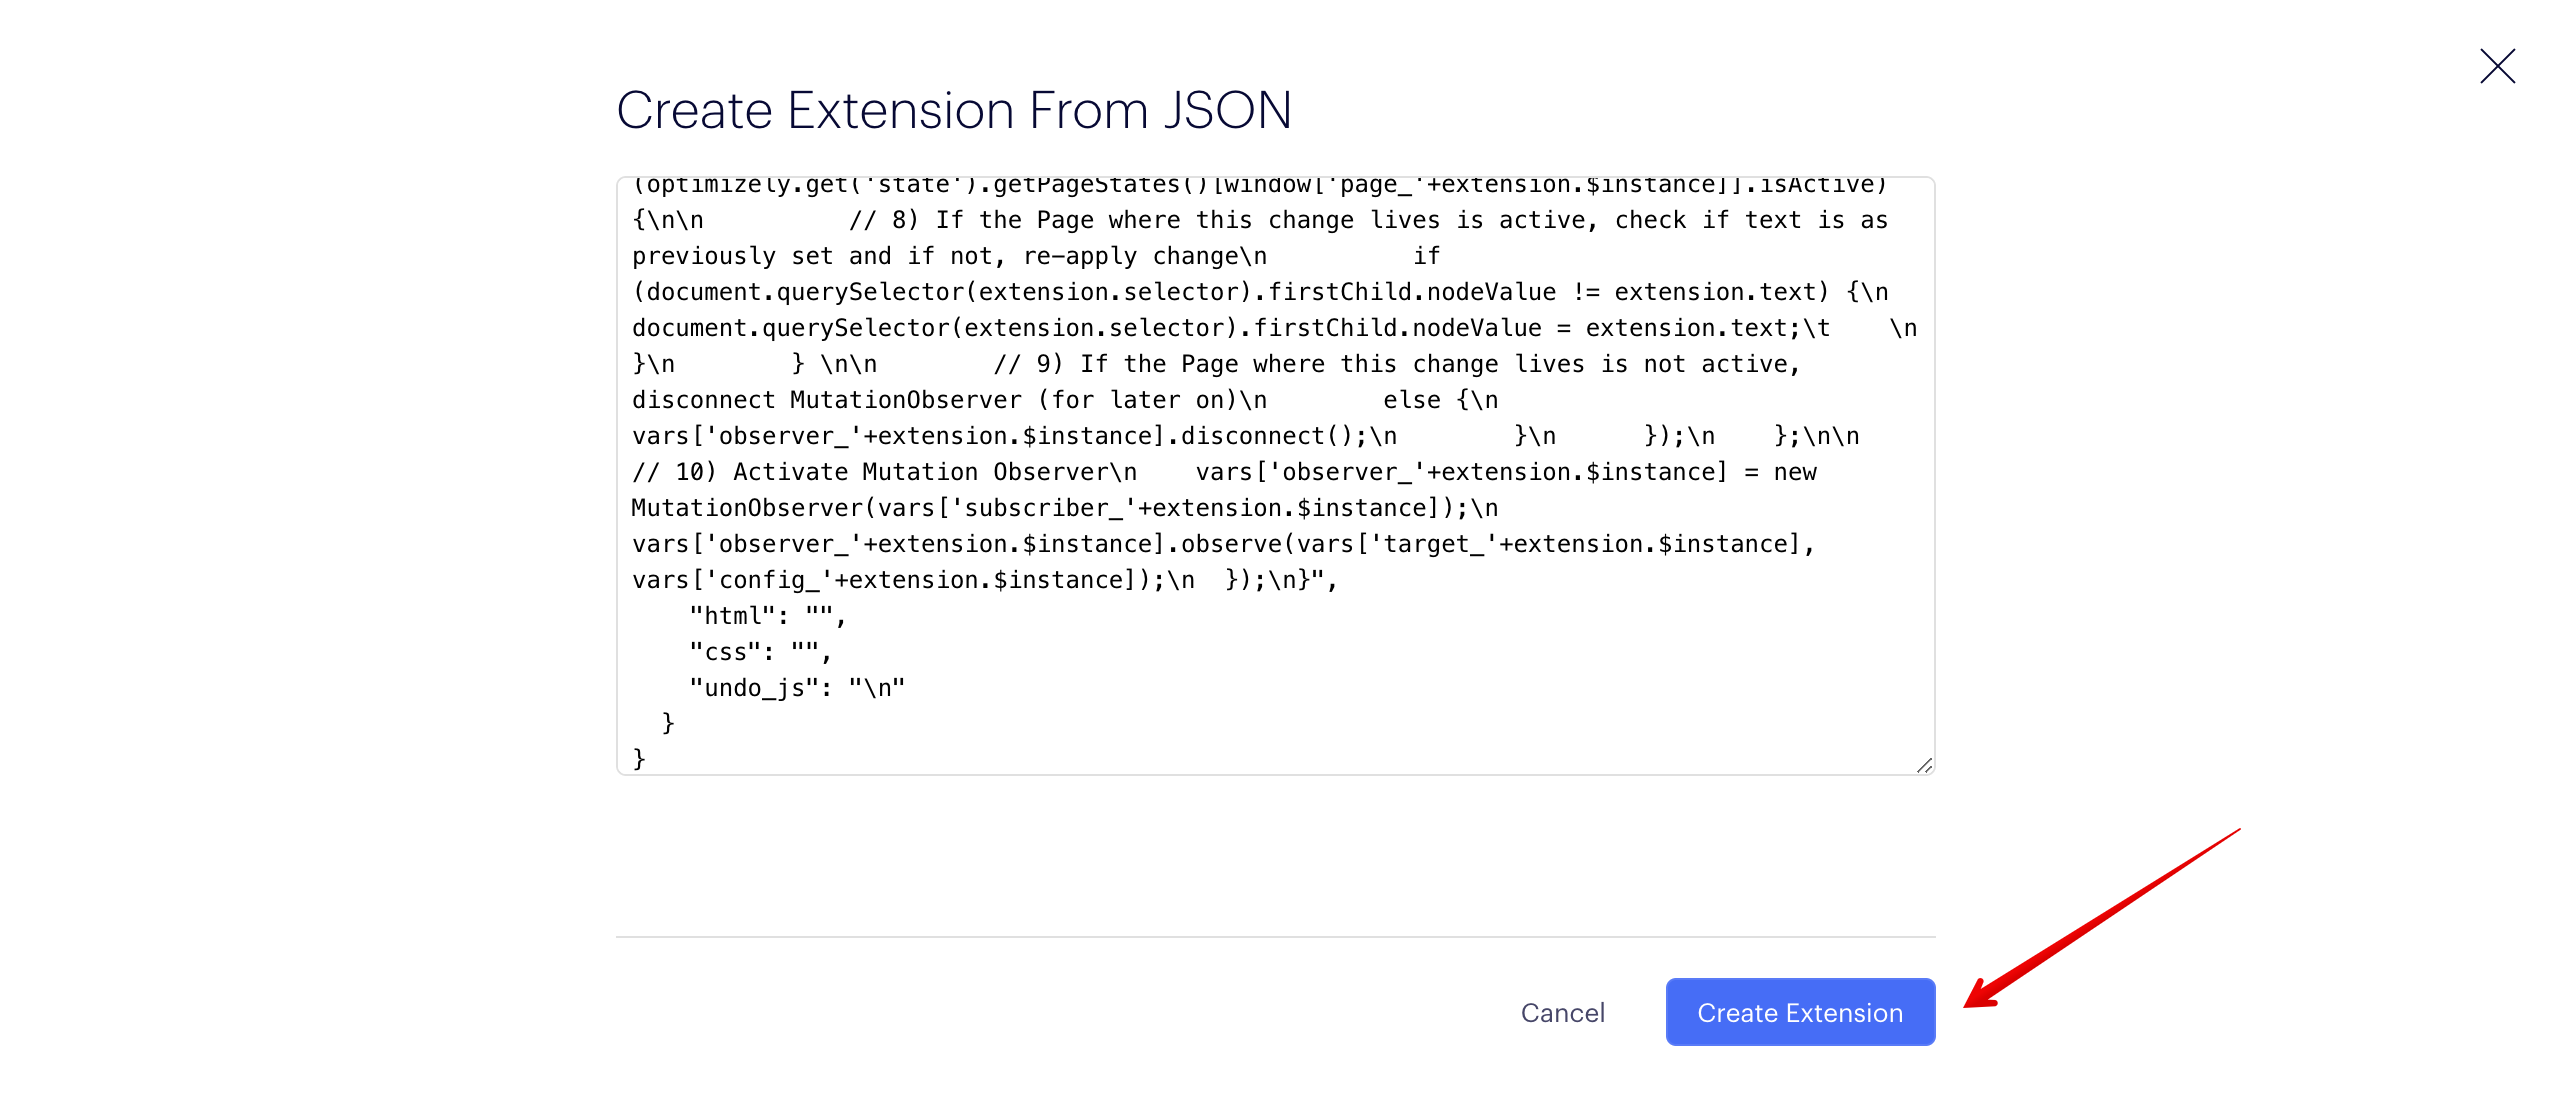 Create Extension From JSON
(optimizely.get('state').getPageStates()[window['page_'+extension.$instance]].isActive)
{\n\n          // 8) If the Page where this change lives is active, check if text is as
previously set and if not, re-apply change\n          if
(document.querySelector(extension.selector).firstChild.nodeValue != extension.text) {\n
document.querySelector(extension.selector).firstChild.nodeValue = extension.text;\t    \n
}\n        } \n\n        // 9) If the Page where this change lives is not active,
disconnect MutationObserver (for later on)\n        else {\n
vars['observer_'+extension.$instance].disconnect();\n        }\n      });\n    };\n\n
// 10) Activate Mutation Observer\n    vars['observer_'+extension.$instance] = new
MutationObserver(vars['subscriber_'+extension.$instance]);\n
vars['observer_'+extension.$instance].observe(vars['target_'+extension.$instance],
vars['config_'+extension.$instance]);\n  });\n}",
    "html": "",
    "css": "",
    "undo_js": "\n"
  }
}
Cancel
Create Extension